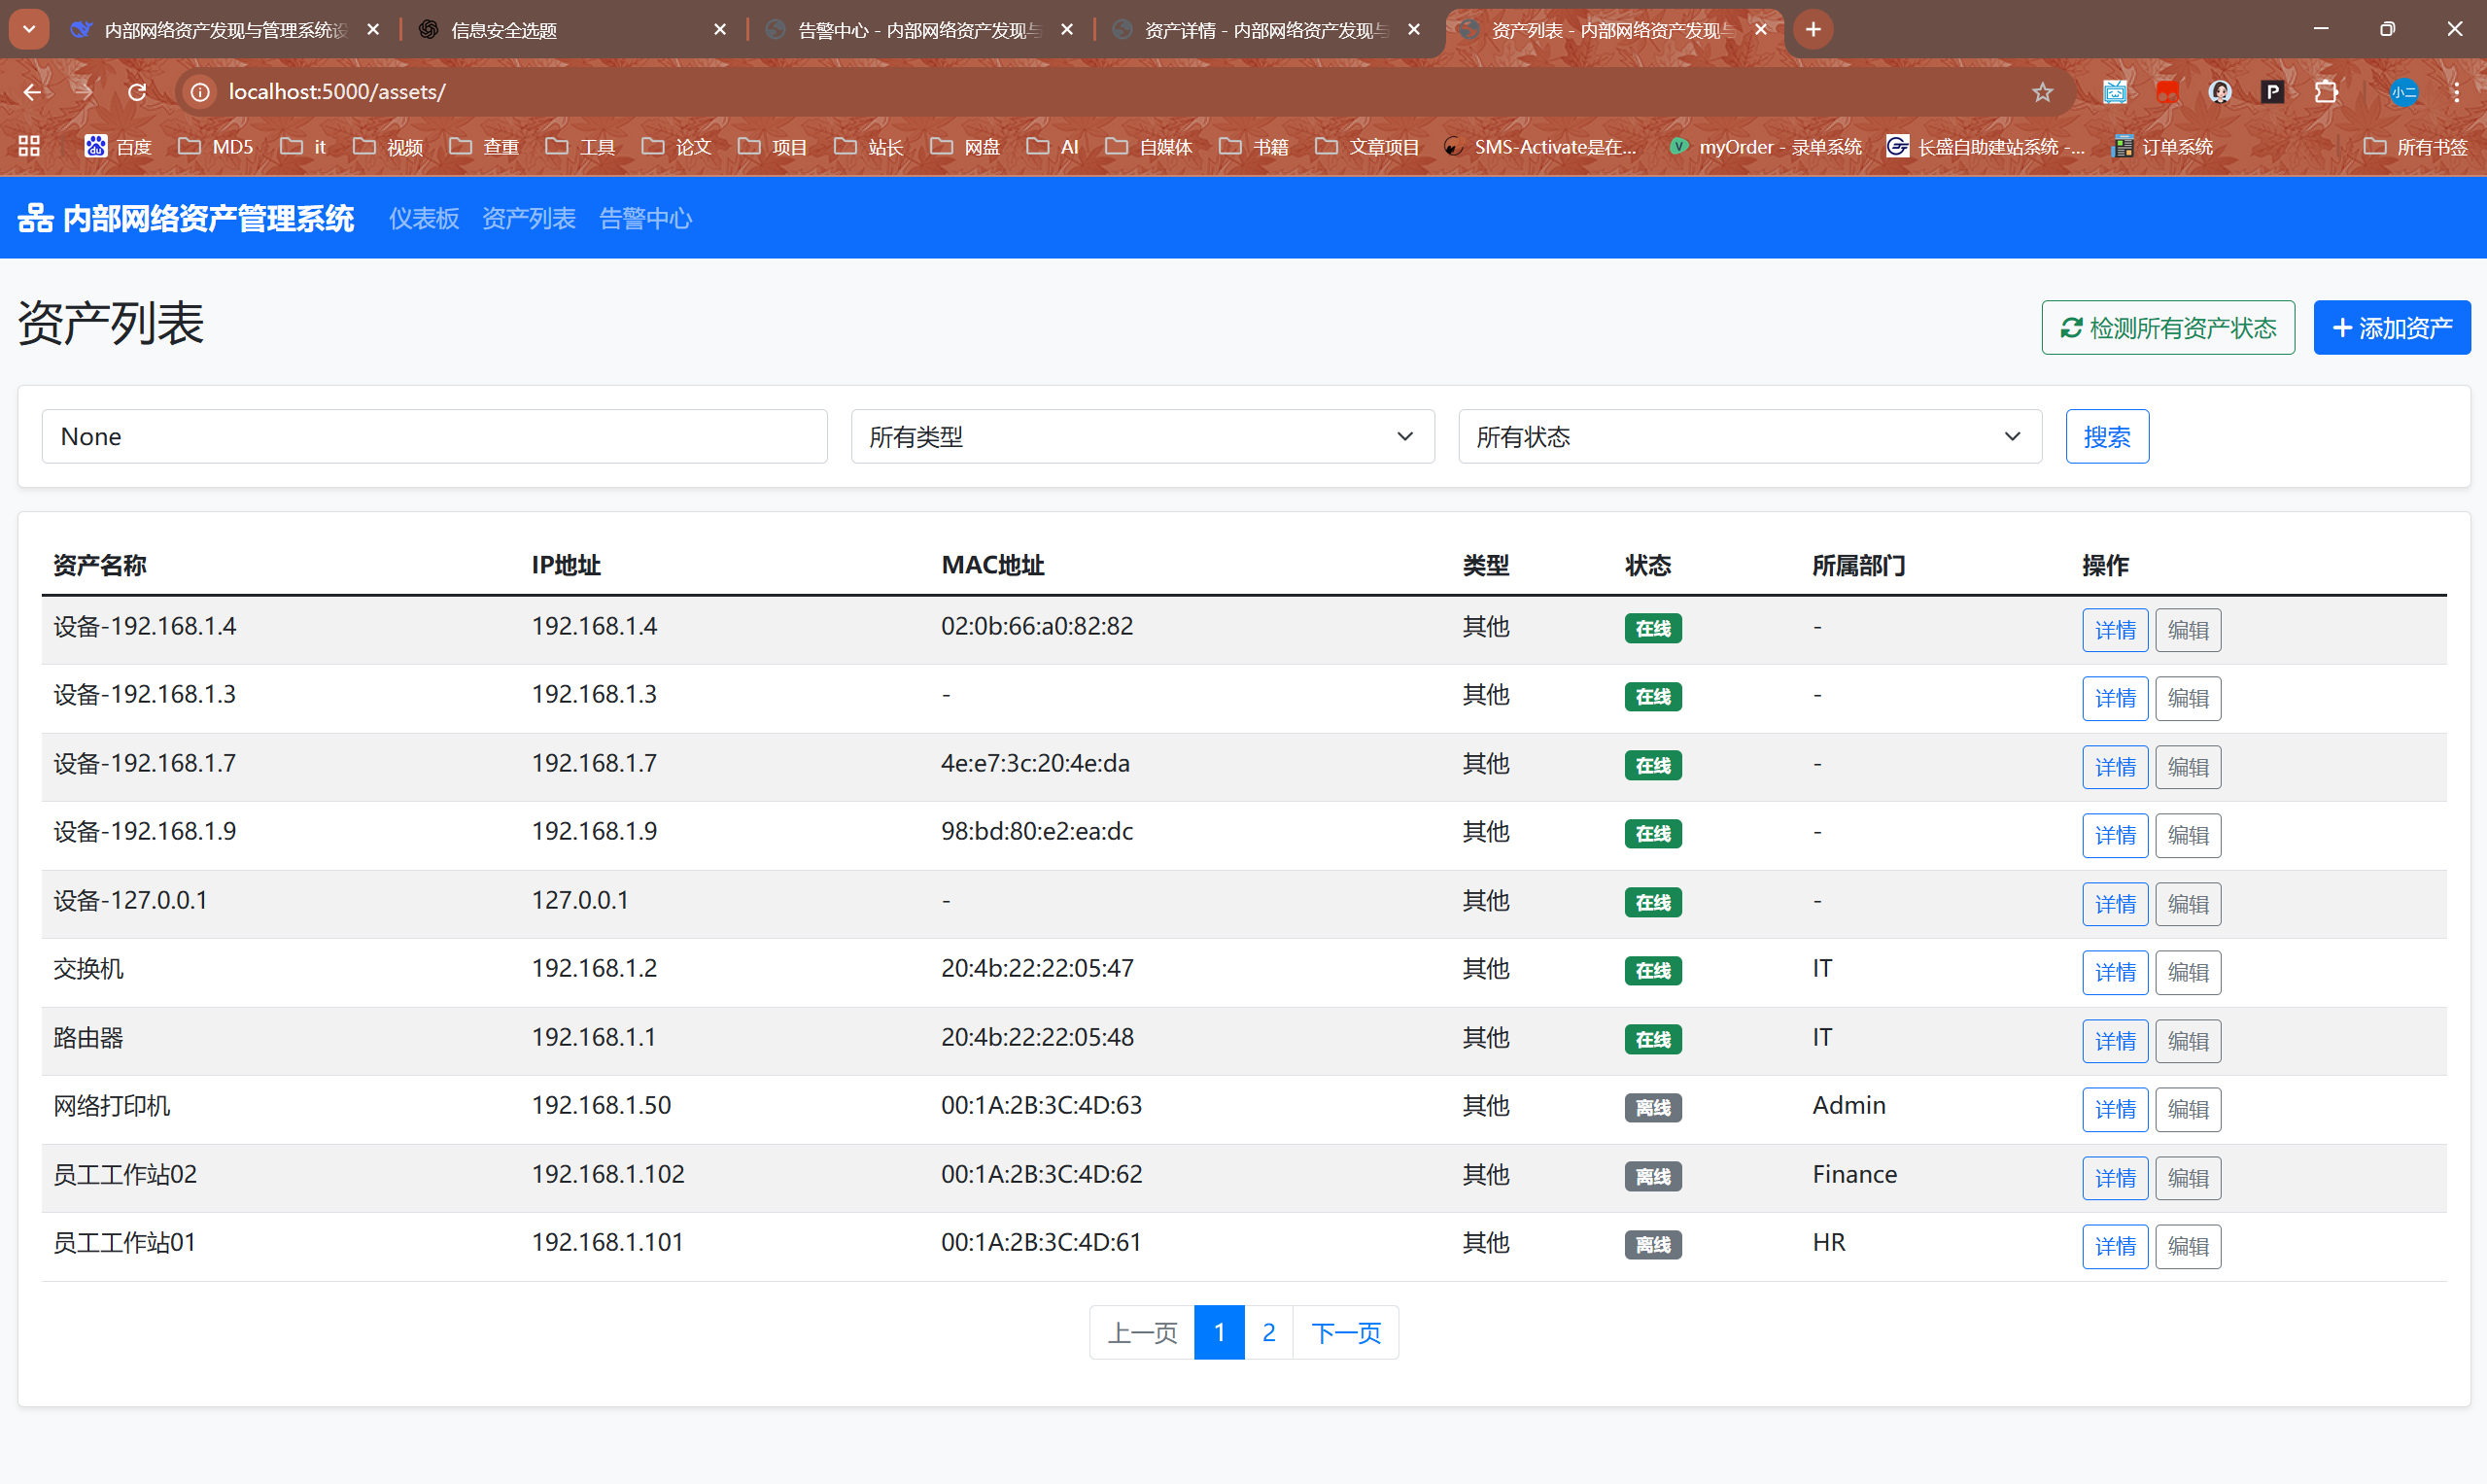 内部网络资产发现与管理系统设
信息安全选题
告警中心 - 内部网络资产发现与
资产详情 - 内部网络资产发现与
资产列表 - 内部网络资产发现与
localhost:5000/assets/
小二
百度 MD5 it 视频 查重 工具 论文 项目 站长 网盘 AI 自媒体 书籍 文章项目 SMS-Activate是在... myOrder - 录单系统 长盛自助建站系统 -... 订单系统 所有书签
内部网络资产管理系统 仪表板 资产列表 告警中心
资产列表
检测所有资产状态 添加资产
None 所有类型 所有状态 搜索
资产名称 IP地址 MAC地址 类型 状态 所属部门 操作
设备-192.168.1.4 192.168.1.4 02:0b:66:a0:82:82 其他 在线 - 详情 编辑
设备-192.168.1.3 192.168.1.3 - 其他 在线 - 详情 编辑
设备-192.168.1.7 192.168.1.7 4e:e7:3c:20:4e:da 其他 在线 - 详情 编辑
设备-192.168.1.9 192.168.1.9 98:bd:80:e2:ea:dc 其他 在线 - 详情 编辑
设备-127.0.0.1 127.0.0.1 - 其他 在线 - 详情 编辑
交换机 192.168.1.2 20:4b:22:22:05:47 其他 在线 IT 详情 编辑
路由器 192.168.1.1 20:4b:22:22:05:48 其他 在线 IT 详情 编辑
网络打印机 192.168.1.50 00:1A:2B:3C:4D:63 其他 离线 Admin 详情 编辑
员工工作站02 192.168.1.102 00:1A:2B:3C:4D:62 其他 离线 Finance 详情 编辑
员工工作站01 192.168.1.101 00:1A:2B:3C:4D:61 其他 离线 HR 详情 编辑
上一页 1 2 下一页